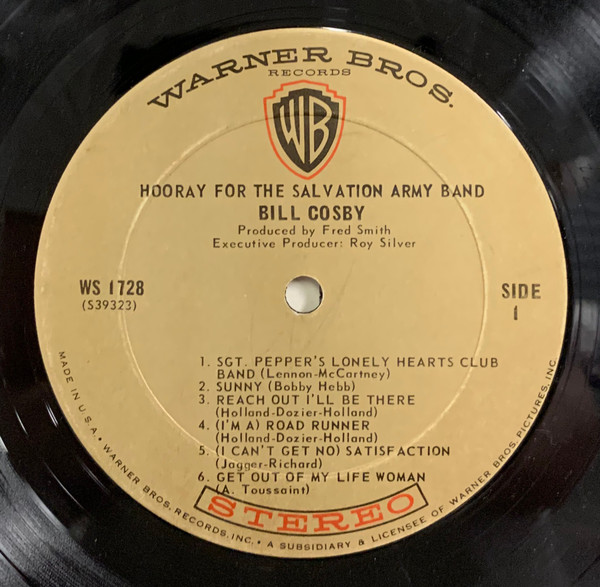 WARNER BROS.
RECORDS
WB
HOORAY FOR THE SALVATION ARMY BAND
BILL COSBY
Produced by Fred Smith
Executive Producer: Roy Silver
WS 1728
(S39323)
SIDE
1
1. SGT. PEPPER'S LONELY HEARTS CLUB
BAND (Lennon-McCartney)
2. SUNNY (Bobby Hebb)
3. REACH OUT I'LL BE THERE
(Holland-Dozier-Holland)
4. (I'M A) ROAD RUNNER
(Holland-Dozier-Holland)
5. (I CAN'T GET NO) SATISFACTION
(Jagger-Richard)
6. GET OUT OF MY LIFE WOMAN
(A. Toussaint)
STEREO
MADE IN U.S.A. • WARNER BROS. RECORDS, INC. • A SUBSIDIARY & LICENSEE OF WARNER BROS. PICTURES, INC.